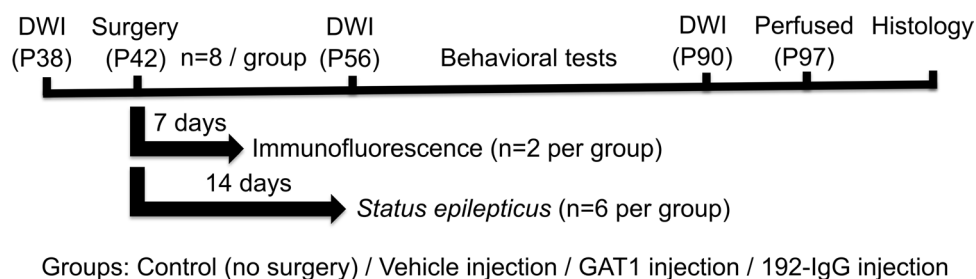 DWI Surgery DWI DWI Perfused Histology
(P38) (P42) n=8 / group (P56) Behavioral tests (P90) (P97)
7 days
Immunofluorescence (n=2 per group)
14 days
Status epilepticus (n=6 per group)
Groups: Control (no surgery) / Vehicle injection / GAT1 injection / 192-IgG injection